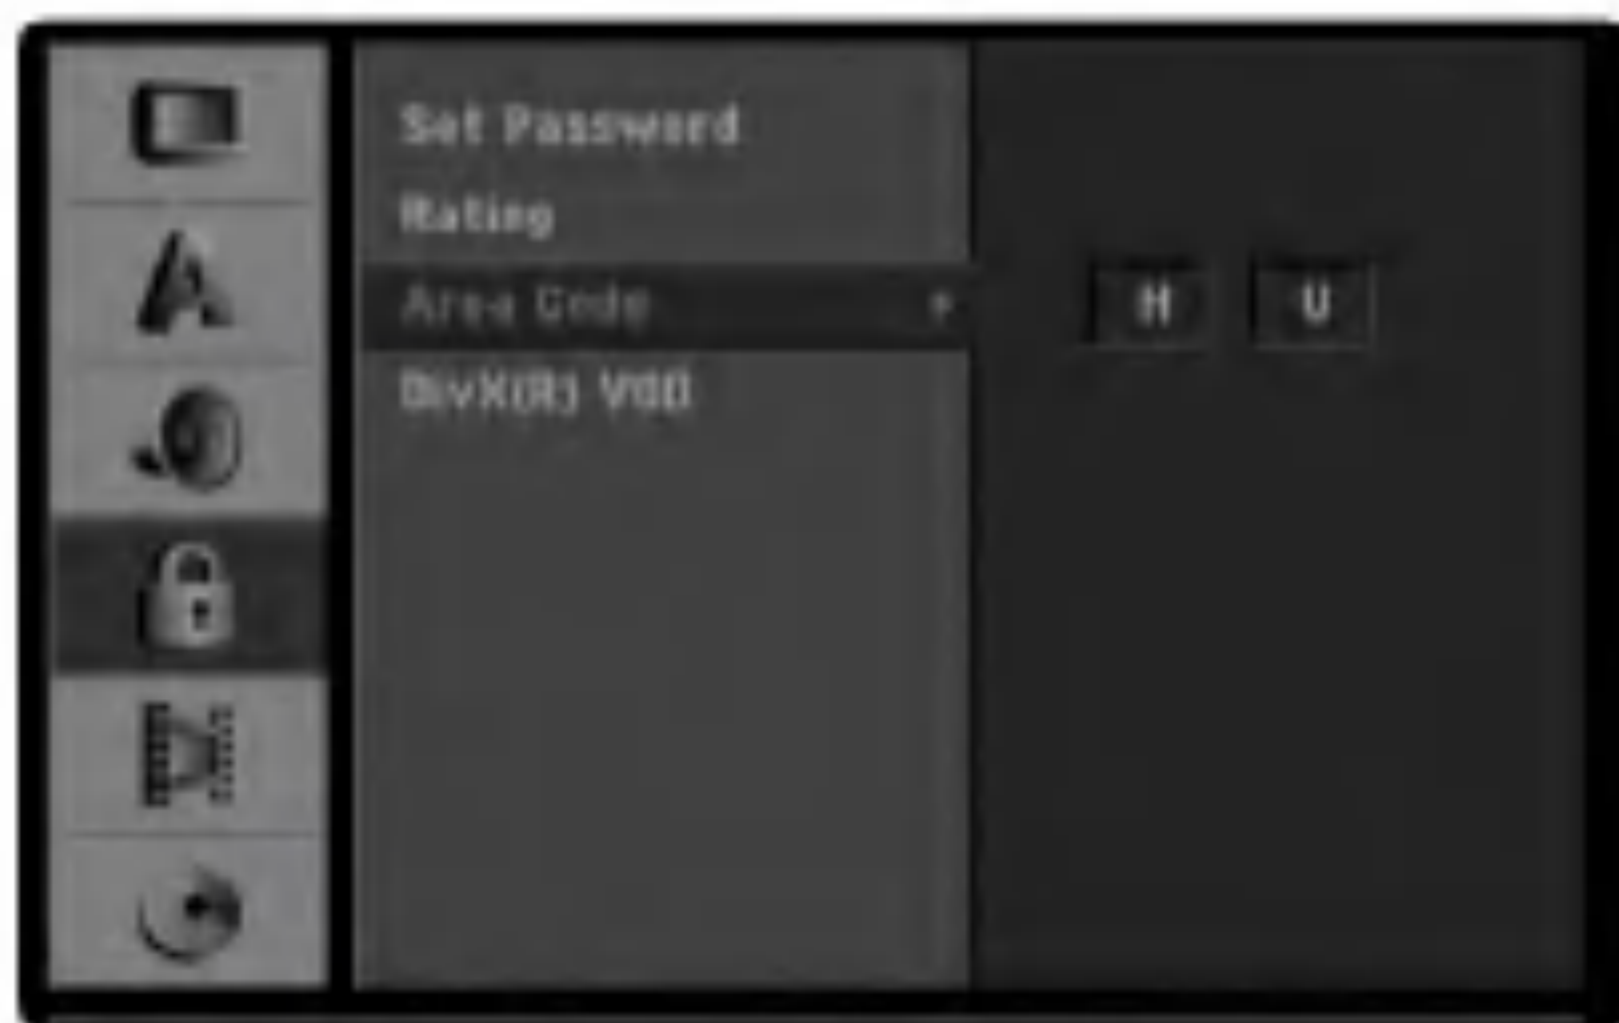 Set Password
Rating
Area Code
H U
DivX(R) VOD